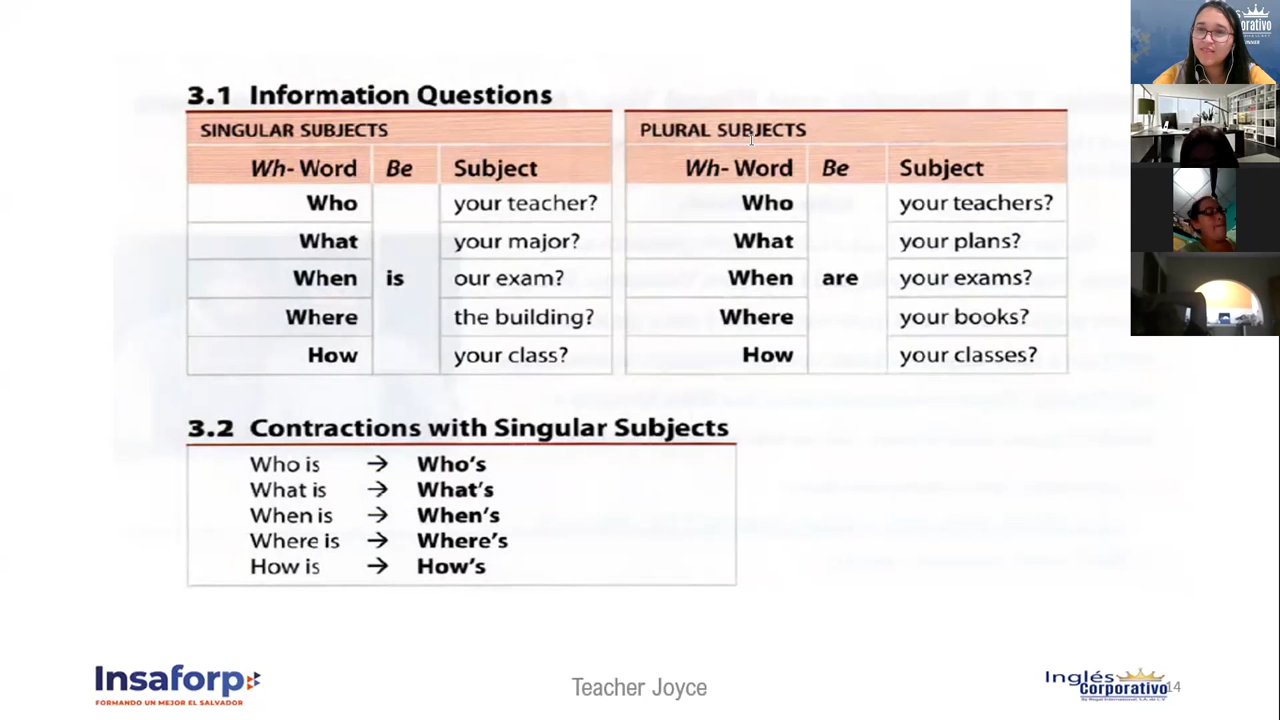 3.1 Information Questions
SINGULAR SUBJECTS
Wh- Word Be Subject
Who your teacher?
What your major?
When is our exam?
Where the building?
How your class?
PLURAL SUBJECTS
Wh- Word Be Subject
Who your teachers?
What your plans?
When are your exams?
Where your books?
How your classes?
3.2 Contractions with Singular Subjects
Who is → Who's
What is → What's
When is → When's
Where is → Where's
How is → How's
Insaforp
FORMANDO UN MEJOR EL SALVADOR
Teacher Joyce
Inglés
Corporativo
14